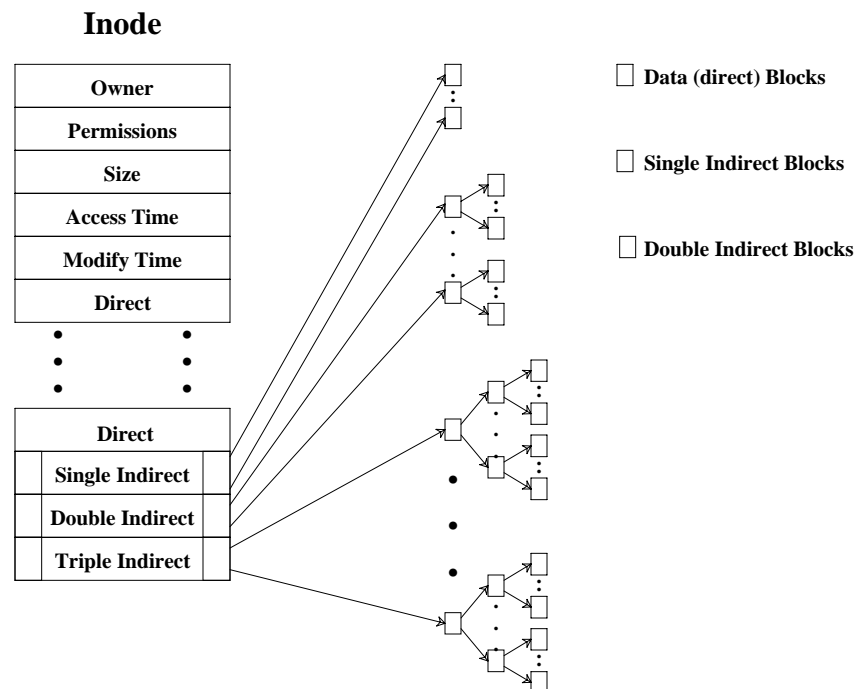 Inode
Owner
Permissions
Size
Access Time
Modify Time
Direct
Direct
Single Indirect
Double Indirect
Triple Indirect
Data (direct) Blocks
Single Indirect Blocks
Double Indirect Blocks